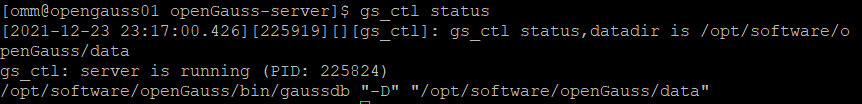 [omm@opengauss01 openGauss-server]$ gs_ctl status
[2021-12-23 23:17:00.426][225919][][gs_ctl]: gs_ctl status,datadir is /opt/software/o
penGauss/data
gs_ctl: server is running (PID: 225824)
/opt/software/openGauss/bin/gaussdb "-D" "/opt/software/openGauss/data"